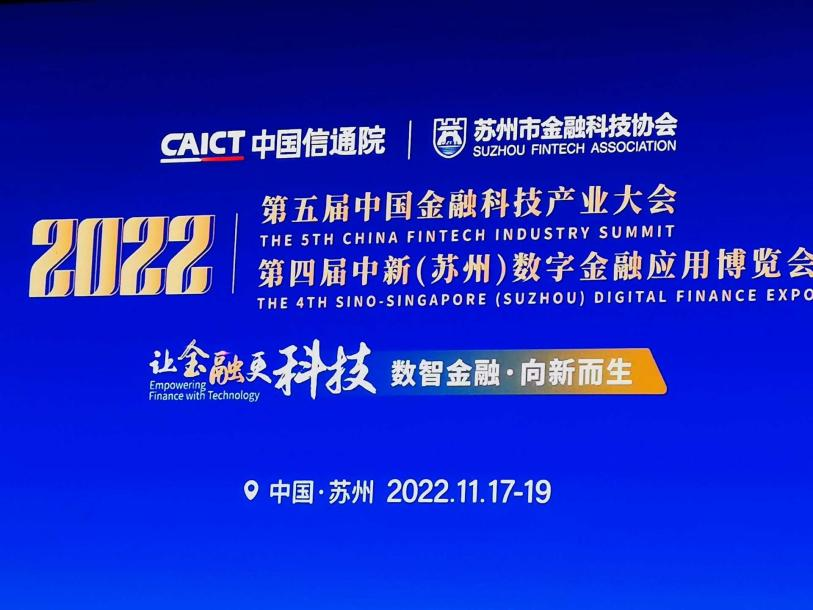 CAICT 中国信通院 | 苏州市金融科技协会
SUZHOU FINTECH ASSOCIATION
2022
第五届中国金融科技产业大会
THE 5TH CHINA FINTECH INDUSTRY SUMMIT
第四届中新(苏州)数字金融应用博览会
THE 4TH SINO-SINGAPORE (SUZHOU) DIGITAL FINANCE EXPO
让金融更科技
Empowering
Finance with Technology
数智金融·向新而生
中国·苏州 2022.11.17-19